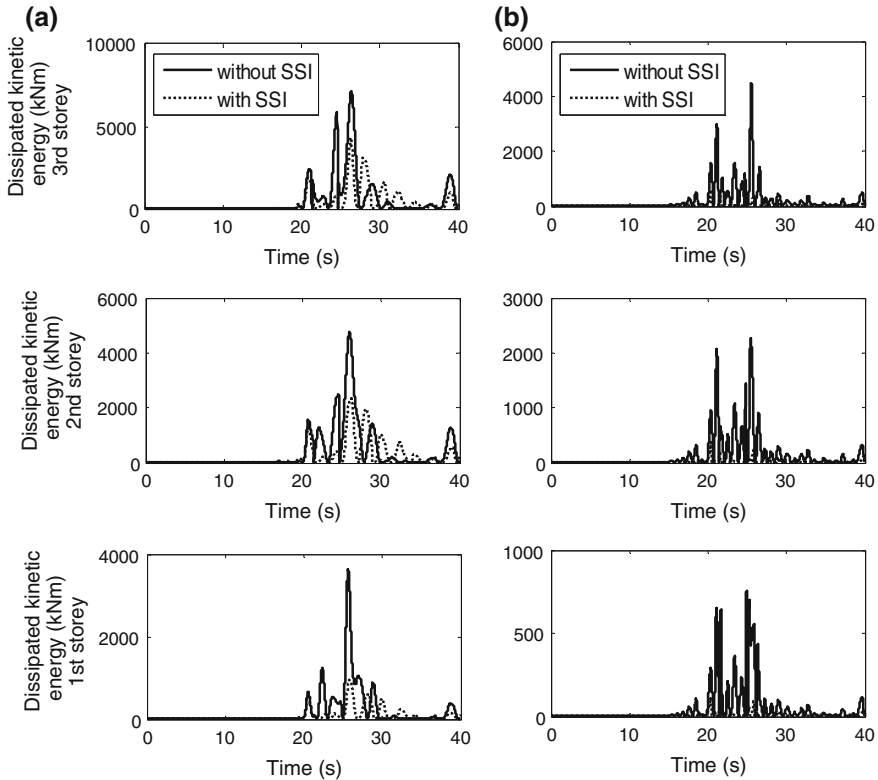 (a)
(b)
Dissipated kinetic
energy (kNm)
3rd storey
10000
5000
0
without SSI
with SSI
0 10 20 30 40
Time (s)
6000
4000
2000
0
without SSI
with SSI
0 10 20 30 40
Time (s)
Dissipated kinetic
energy (kNm)
2nd storey
6000
4000
2000
0
0 10 20 30 40
Time (s)
3000
2000
1000
0
0 10 20 30 40
Time (s)
Dissipated kinetic
energy (kNm)
1st storey
4000
2000
0
0 10 20 30 40
Time (s)
1000
500
0
0 10 20 30 40
Time (s)